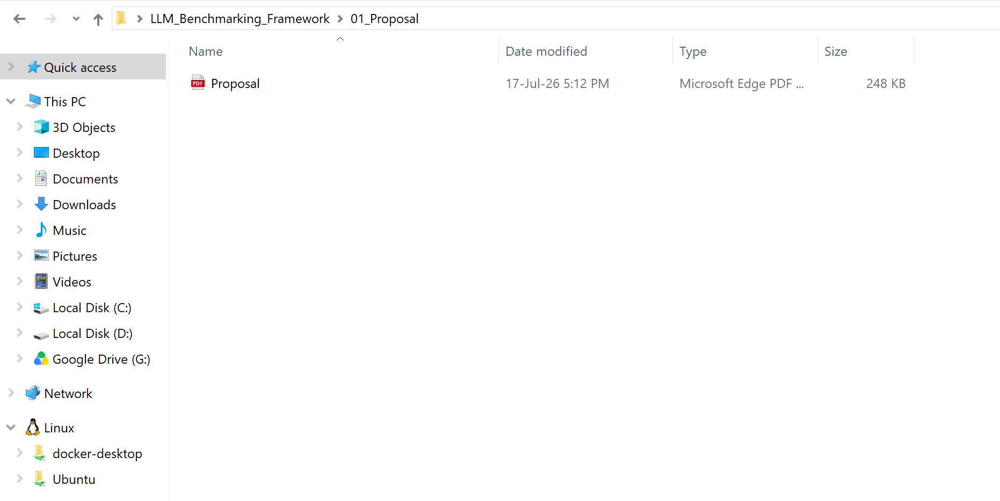 LLM_Benchmarking_Framework > 01_Proposal
Name Date modified Type Size
PDF Proposal 17-Jul-26 5:12 PM Microsoft Edge PDF ... 248 KB
Quick access
This PC
3D Objects
Desktop
Documents
Downloads
Music
Pictures
Videos
Local Disk (C:)
Local Disk (D:)
Google Drive (G:)
Network
Linux
docker-desktop
Ubuntu